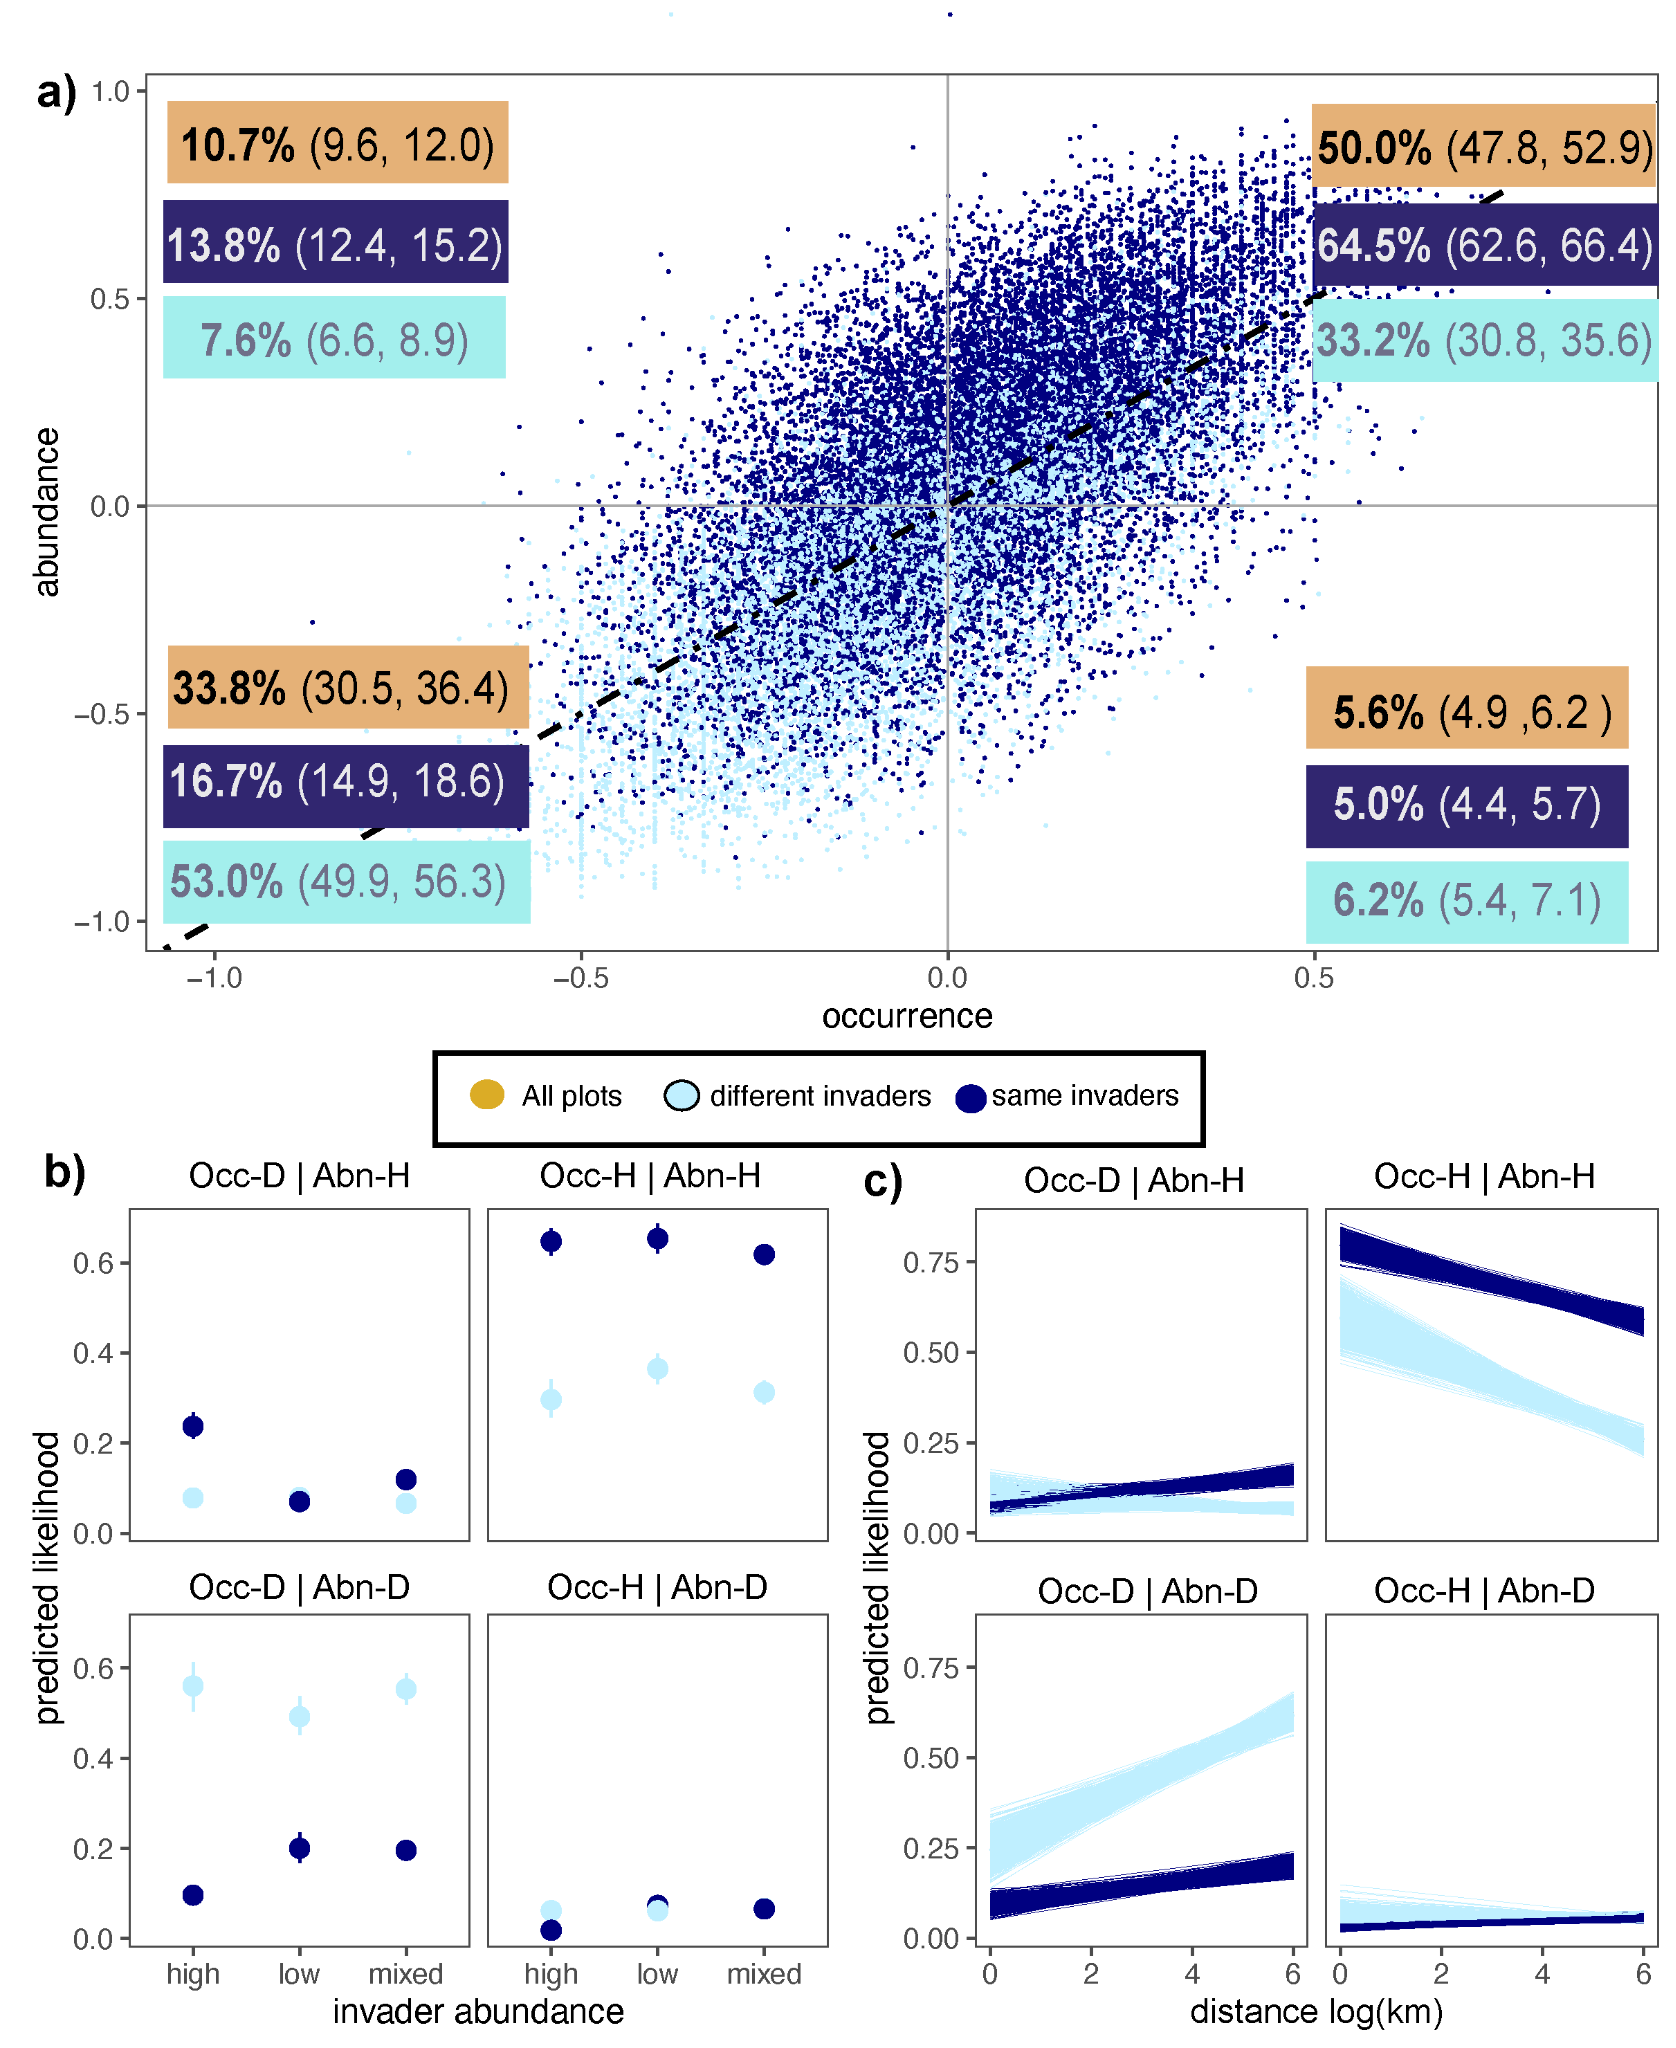 a)
1.0
0.5
0.0
−0.5
−1.0
abundance
10.7% (9.6, 12.0)
13.8% (12.4, 15.2)
7.6% (6.6, 8.9)
50.0% (47.8, 52.9)
64.5% (62.6, 66.4)
33.2% (30.8, 35.6)
33.8% (30.5, 36.4)
16.7% (14.9, 18.6)
53.0% (49.9, 56.3)
5.6% (4.9 ,6.2 )
5.0% (4.4, 5.7)
6.2% (5.4, 7.1)
−1.0 −0.5 0.0 0.5
occurrence
All plots different invaders same invaders
b)
Occ-D | Abn-H Occ-H | Abn-H
0.6
0.4
0.2
0.0
Occ-D | Abn-D Occ-H | Abn-D
0.6
0.4
0.2
0.0
predicted likelihood
high low mixed high low mixed
invader abundance
c)
Occ-D | Abn-H Occ-H | Abn-H
0.75
0.50
0.25
0.00
Occ-D | Abn-D Occ-H | Abn-D
0.75
0.50
0.25
0.00
predicted likelihood
0 2 4 6 0 2 4 6
distance log(km)